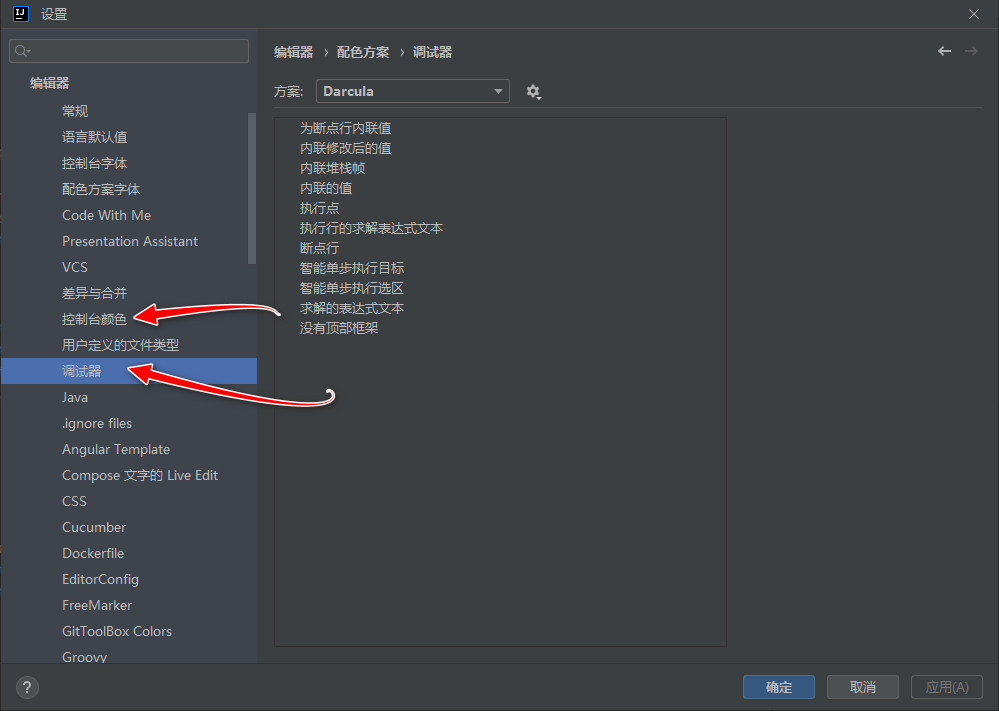 设置
编辑器
常规
语言默认值
控制台字体
配色方案字体
Code With Me
Presentation Assistant
VCS
差异与合并
控制台颜色
用户定义的文件类型
调试器
Java
.ignore files
Angular Template
Compose 文字的 Live Edit
CSS
Cucumber
Dockerfile
EditorConfig
FreeMarker
GitToolBox Colors
Groovy
编辑器 › 配色方案 › 调试器
方案: Darcula
为断点行内联值
内联修改后的值
内联堆栈帧
内联的值
执行点
执行行的求解表达式文本
断点行
智能单步执行目标
智能单步执行选区
求解的表达式文本
没有顶部框架
? 确定 取消 应用(A)